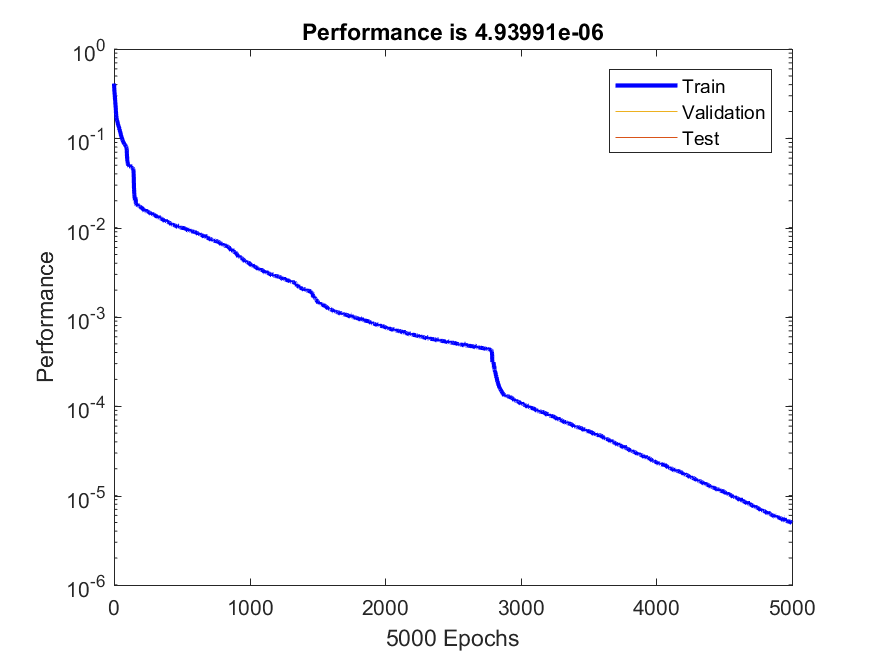 Performance is 4.93991e-06
Train
Validation
Test
Performance
10^0
10^-1
10^-2
10^-3
10^-4
10^-5
10^-6
0 1000 2000 3000 4000 5000
5000 Epochs